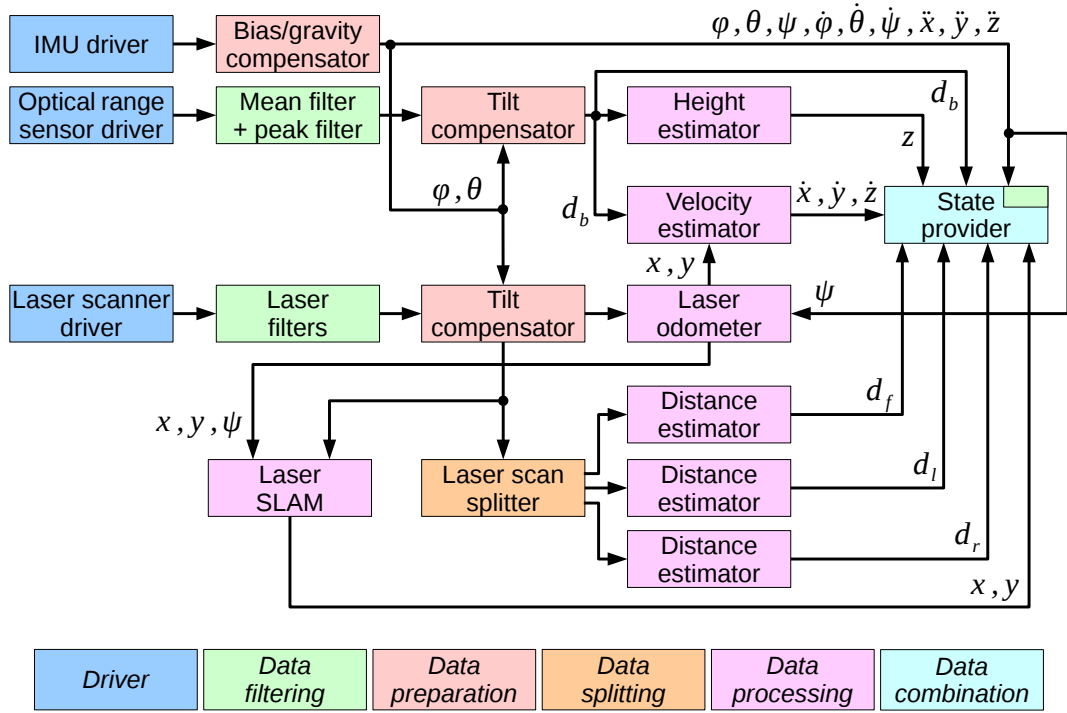 IMU driver
Bias/gravity
compensator
φ, θ, ψ, φ̇, θ̇, ψ̇, ẍ, ÿ, z̈
Optical range
sensor driver
Mean filter
+ peak filter
Tilt
compensator
Height
estimator
d_b
z
φ, θ
d_b
Velocity
estimator
ẋ, ẏ, ż
State
provider
x, y
ψ
Laser scanner
driver
Laser
filters
Tilt
compensator
Laser
odometer
x, y, ψ
Distance
estimator
d_f
Laser
SLAM
Laser scan
splitter
Distance
estimator
d_l
Distance
estimator
d_r
x, y
Driver
Data
filtering
Data
preparation
Data
splitting
Data
processing
Data
combination